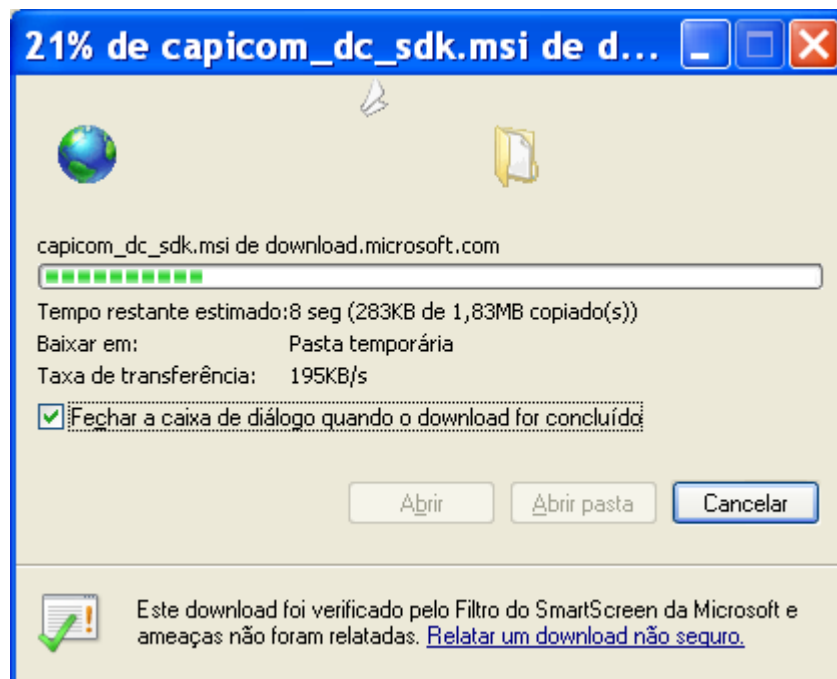 21% de capicom_dc_sdk.msi de d...
capicom_dc_sdk.msi de download.microsoft.com
Tempo restante estimado:8 seg (283KB de 1,83MB copiado(s))
Baixar em: Pasta temporária
Taxa de transferência: 195KB/s
Fechar a caixa de diálogo quando o download for concluído
Abrir Abrir pasta Cancelar
Este download foi verificado pelo Filtro do SmartScreen da Microsoft e
ameaças não foram relatadas. Relatar um download não seguro.